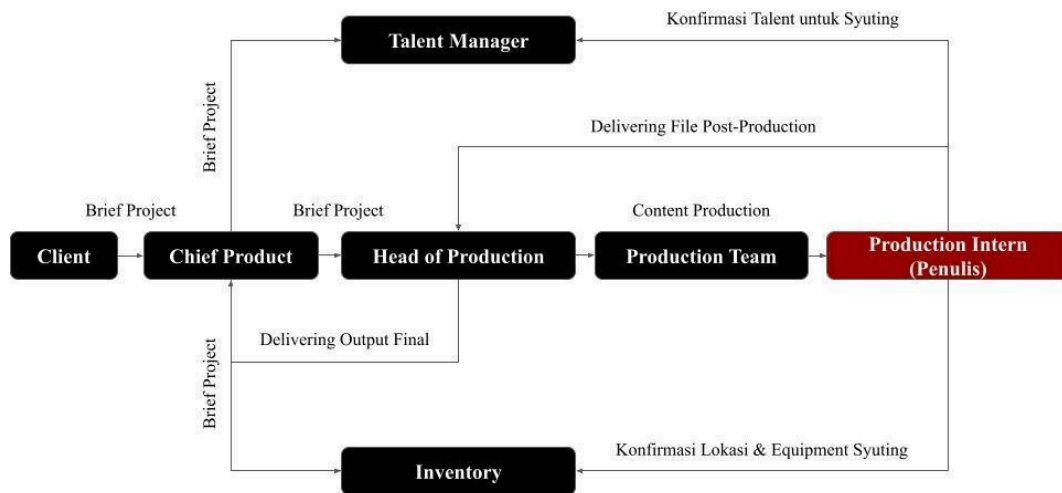 Konfirmasi Talent untuk Syuting
Talent Manager
Brief Project
Delivering File Post-Production
Brief Project
Brief Project
Content Production
Client
Chief Product
Head of Production
Production Team
Production Intern
(Penulis)
Delivering Output Final
Brief Project
Konfirmasi Lokasi & Equipment Syuting
Inventory